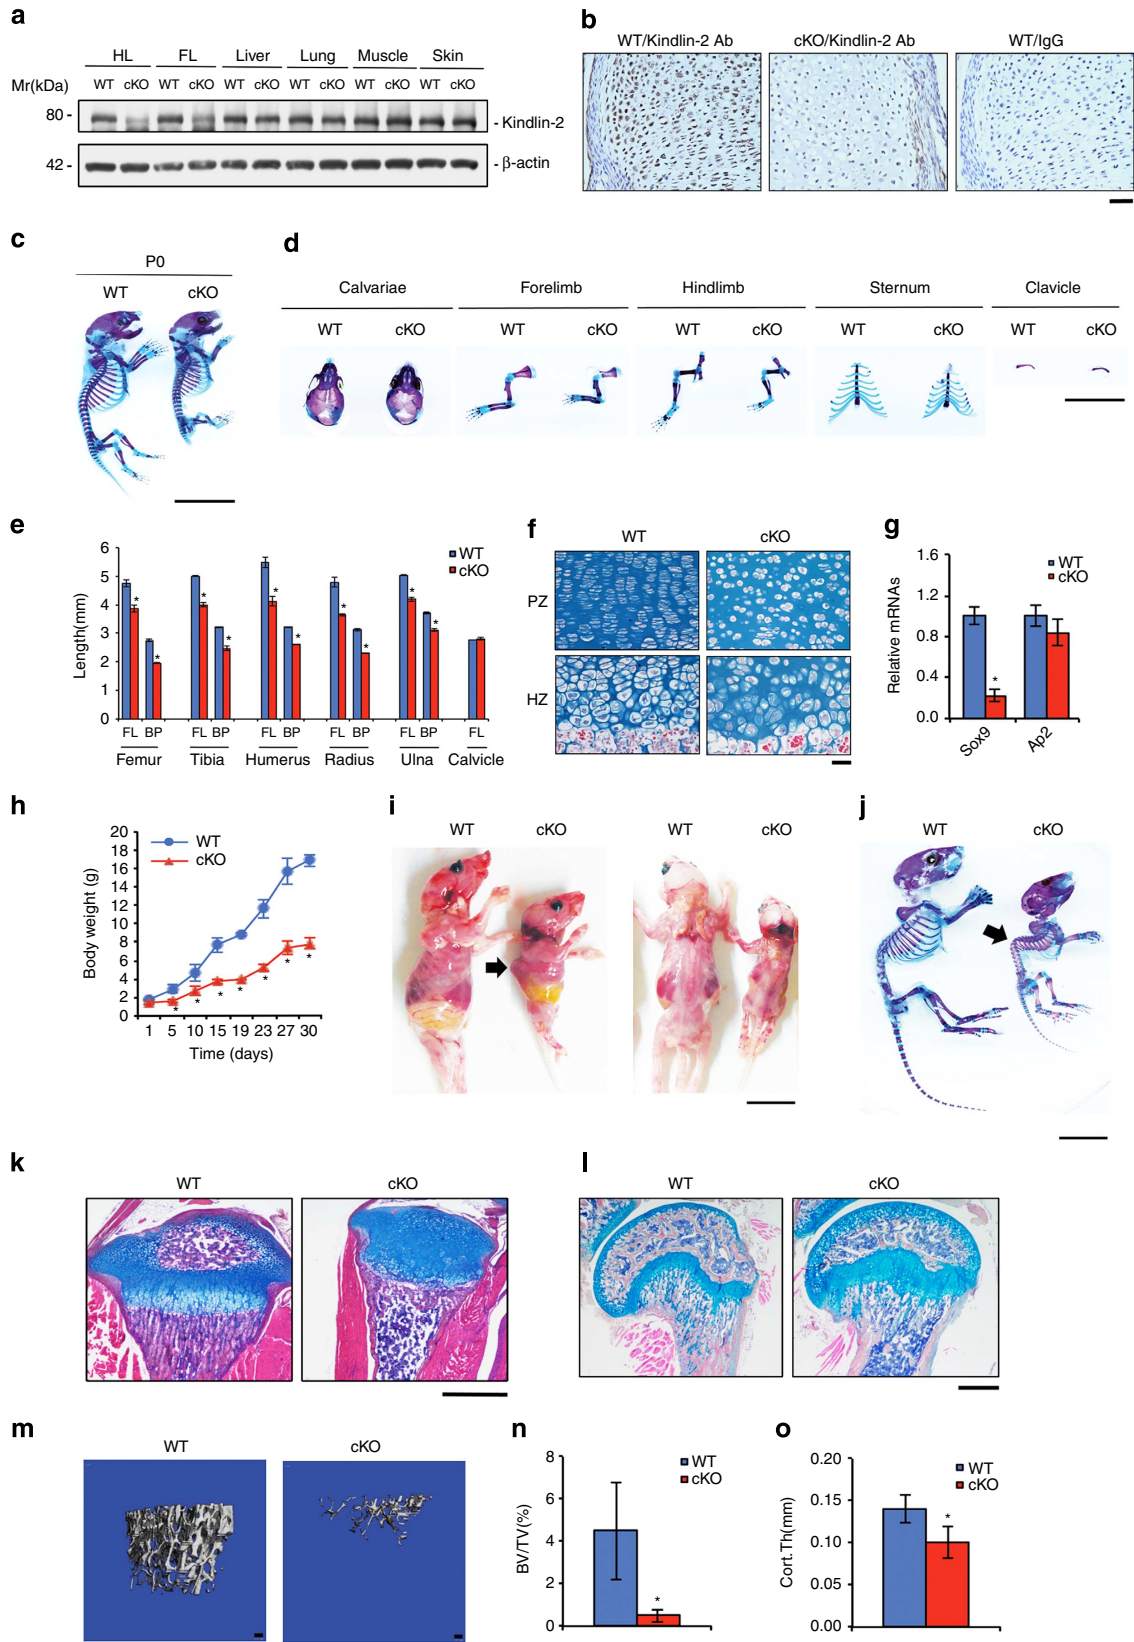 a
HL FL Liver Lung Muscle Skin
Mr(kDa) WT cKO WT cKO WT cKO WT cKO WT cKO WT cKO
80 - - Kindlin-2
42 - - β-actin
b
WT/Kindlin-2 Ab cKO/Kindlin-2 Ab WT/IgG
c
P0
WT cKO
d
Calvariae Forelimb Hindlimb Sternum Clavicle
WT cKO WT cKO WT cKO WT cKO WT cKO
e
Length(mm)
6
5
4
3
2
1
0
WT
cKO
* * * * * * * * * *
FL BP FL BP FL BP FL BP FL BP FL
Femur Tibia Humerus Radius Ulna Calvicle
f
WT cKO
PZ
HZ
g
Relative mRNAs
1.6
1.2
0.8
0.4
0.0
WT
cKO
*
Sox9 Ap2
h
Body weight (g)
20
18
16
14
12
10
8
6
4
2
0
WT
cKO
* * * * * * *
1 5 10 15 19 23 27 30
Time (days)
i
WT cKO WT cKO
j
WT cKO
k
WT cKO
l
WT cKO
m
WT cKO
n
BV/TV(%)
8
6
4
2
0
WT
cKO
*
o
Cort.Th(mm)
0.20
0.15
0.10
0.05
0.00
WT
cKO
*